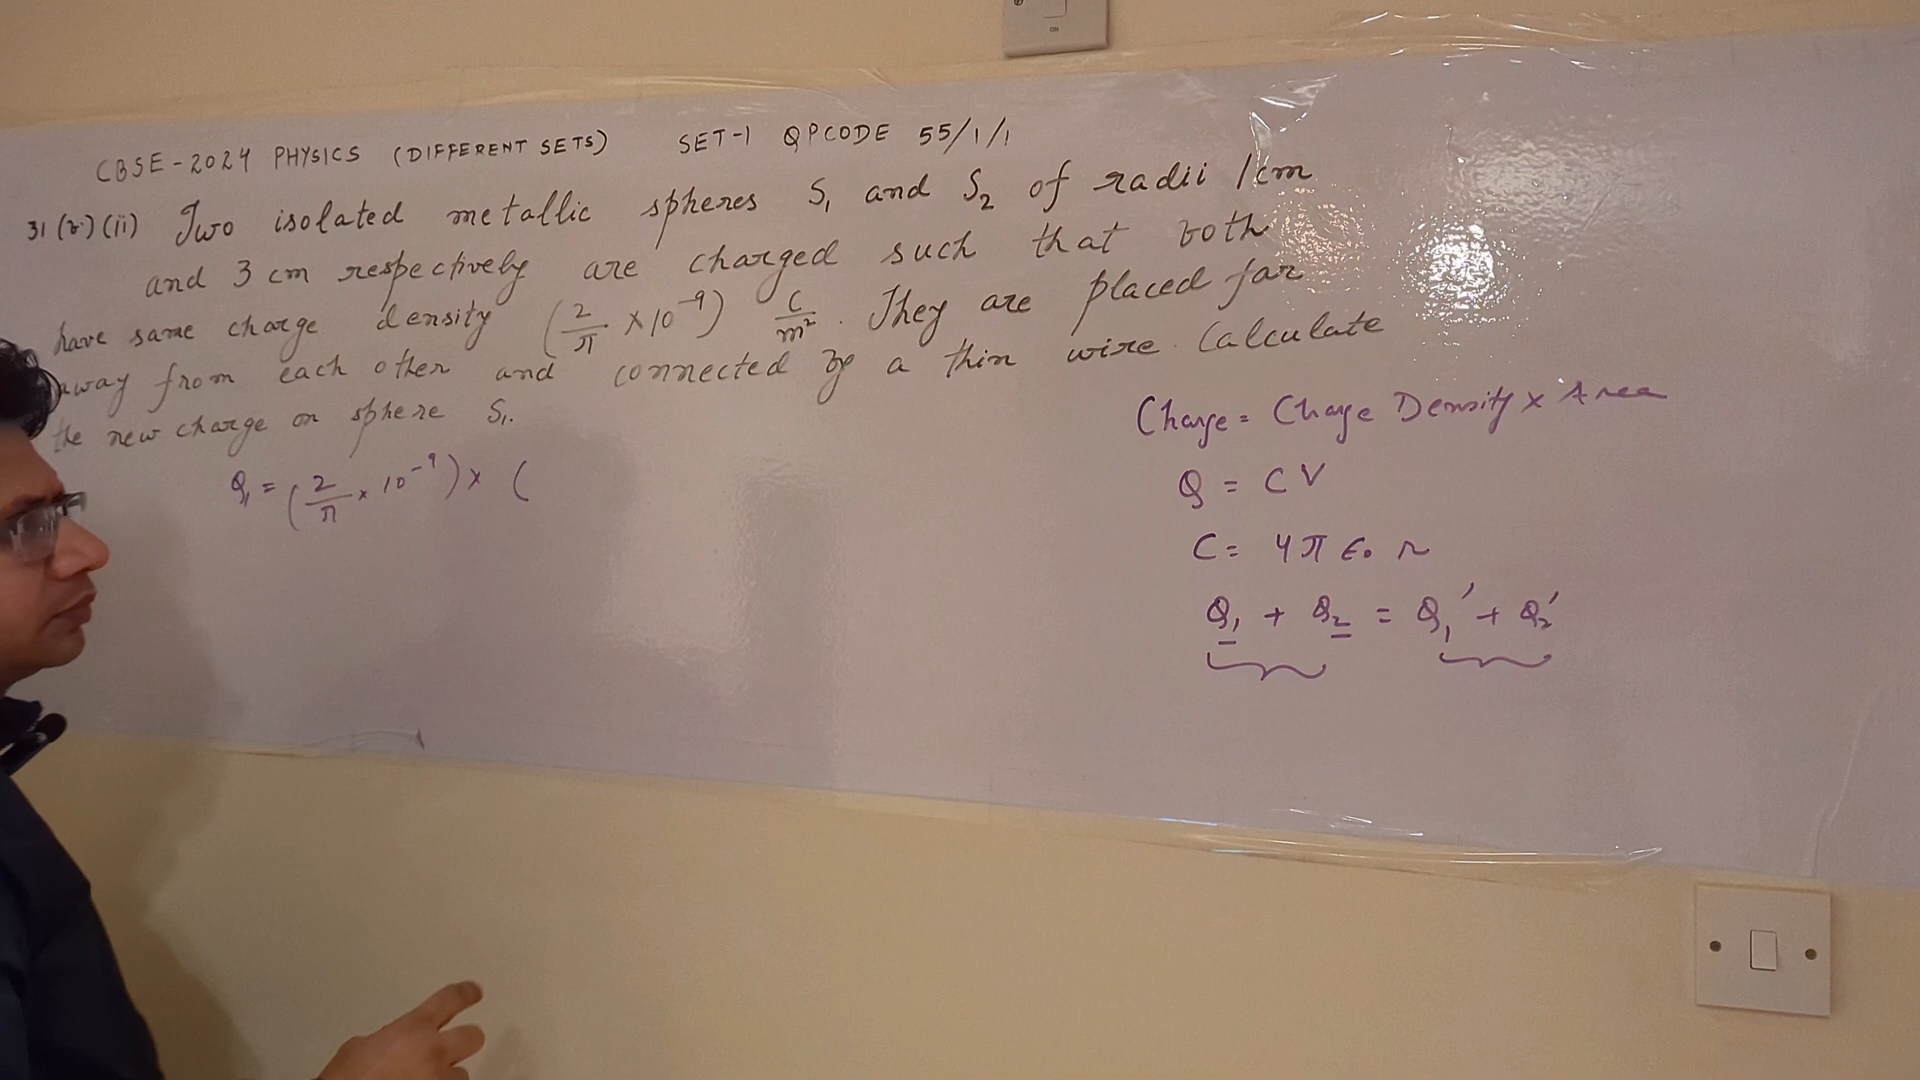 CBSE-2024 PHYSICS (DIFFERENT SETS) SET-1 QPCODE 55/1/1
31 (ii) Two isolated metallic spheres S₁ and S₂ of radii 1cm
and 3 cm respectively are charged such that both
have same charge density (2/π × 10⁻⁹) C/m². They are placed far
away from each other and connected by a thin wire. Calculate
the new charge on sphere S₁.
Charge = Charge Density × Area
Q₁ = (2/π × 10⁻⁹) × (
Q = CV
C = 4π ϵ₀ r
Q₁ + Q₂ = Q₁' + Q₂'
ON